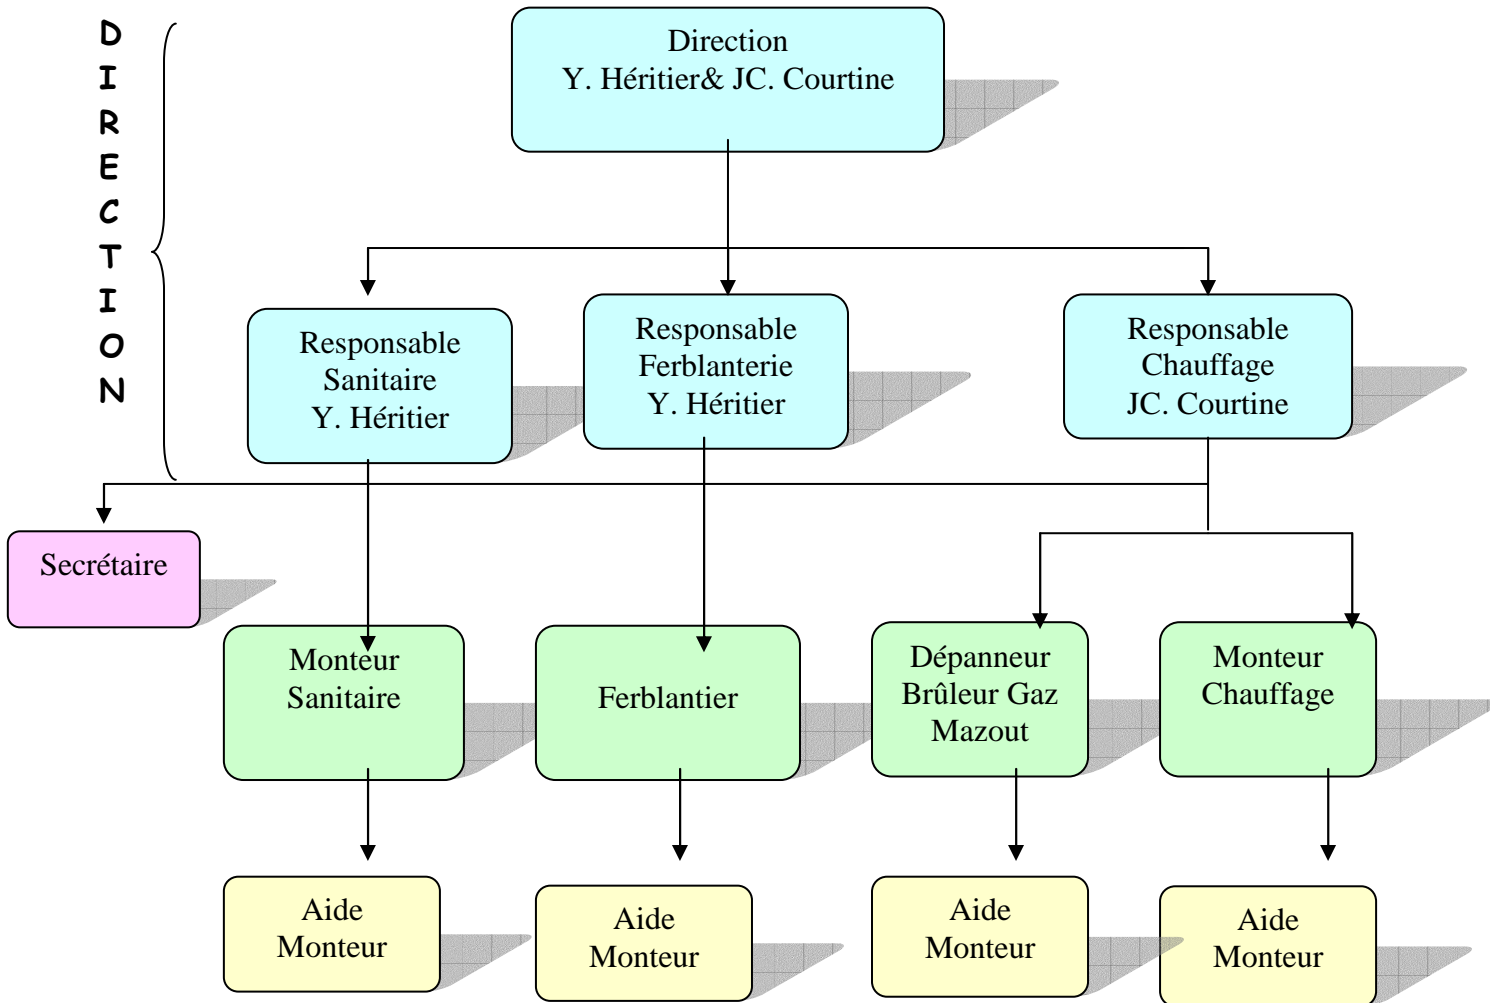 DIRECTION
Direction
Y. Héritier& JC. Courtine
Responsable
Sanitaire
Y. Héritier
Responsable
Ferblanterie
Y. Héritier
Responsable
Chauffage
JC. Courtine
Secrétaire
Monteur
Sanitaire
Ferblantier
Dépanneur
Brûleur Gaz
Mazout
Monteur
Chauffage
Aide
Monteur
Aide
Monteur
Aide
Monteur
Aide
Monteur